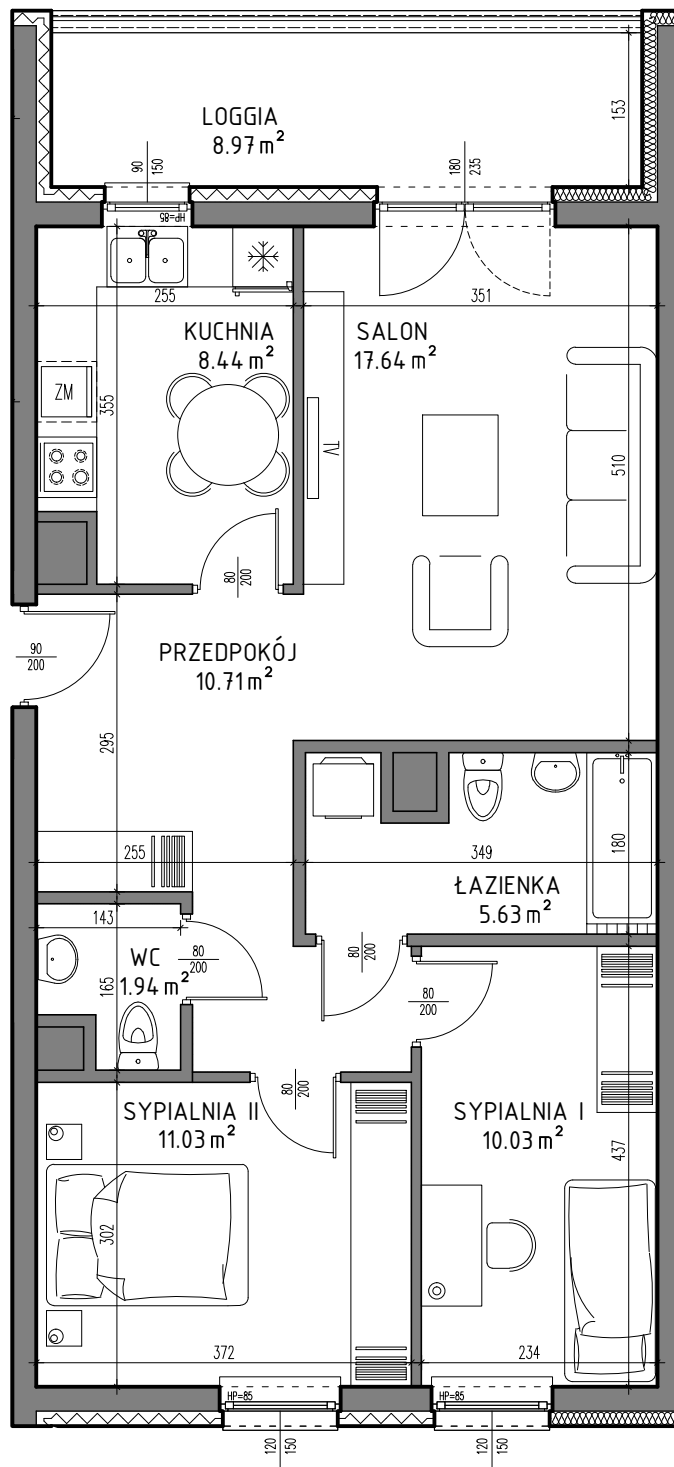 LOGGIA
8.97 m²
153
90
150
180
235
HP=85
255
351
KUCHNIA
8.44 m²
SALON
17.64 m²
ZM
355
TV
510
80
200
90
200
PRZEDPOKÓJ
10.71 m²
295
255
349
180
ŁAZIENKA
5.63 m²
143
WC
1.94 m²
165
80
200
80
200
80
200
80
200
SYPIALNIA II
11.03 m²
SYPIALNIA I
10.03 m²
437
302
372
234
HP=85
HP=85
120
150
120
150